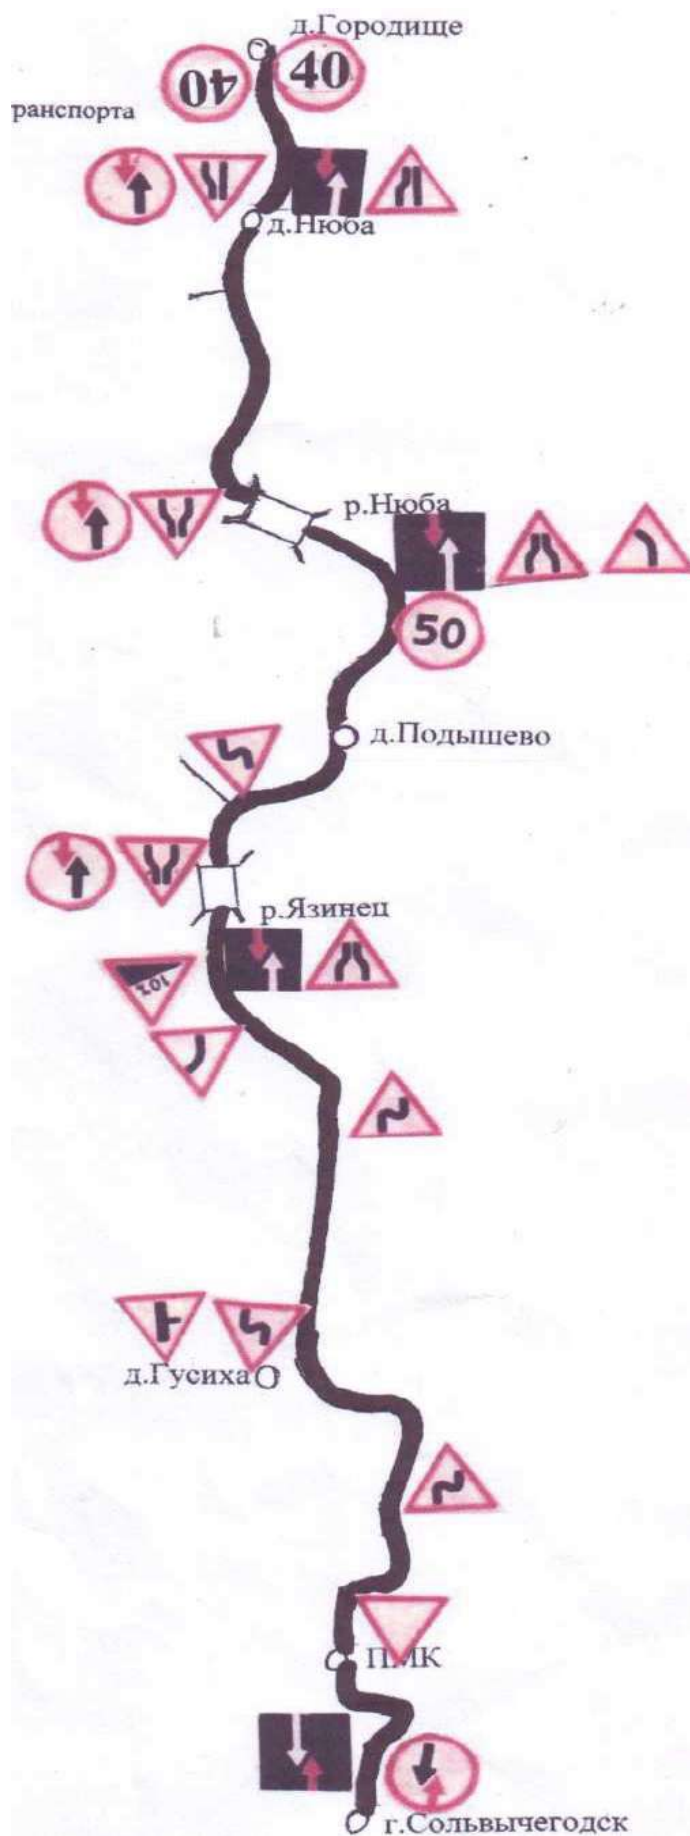 д.Городище
40 40
ранспорта
д.Нюба
р.Нюба
50
д.Подышево
р.Язинец
10%
д.Гусиха
ПМК
г.Сольвычегодск